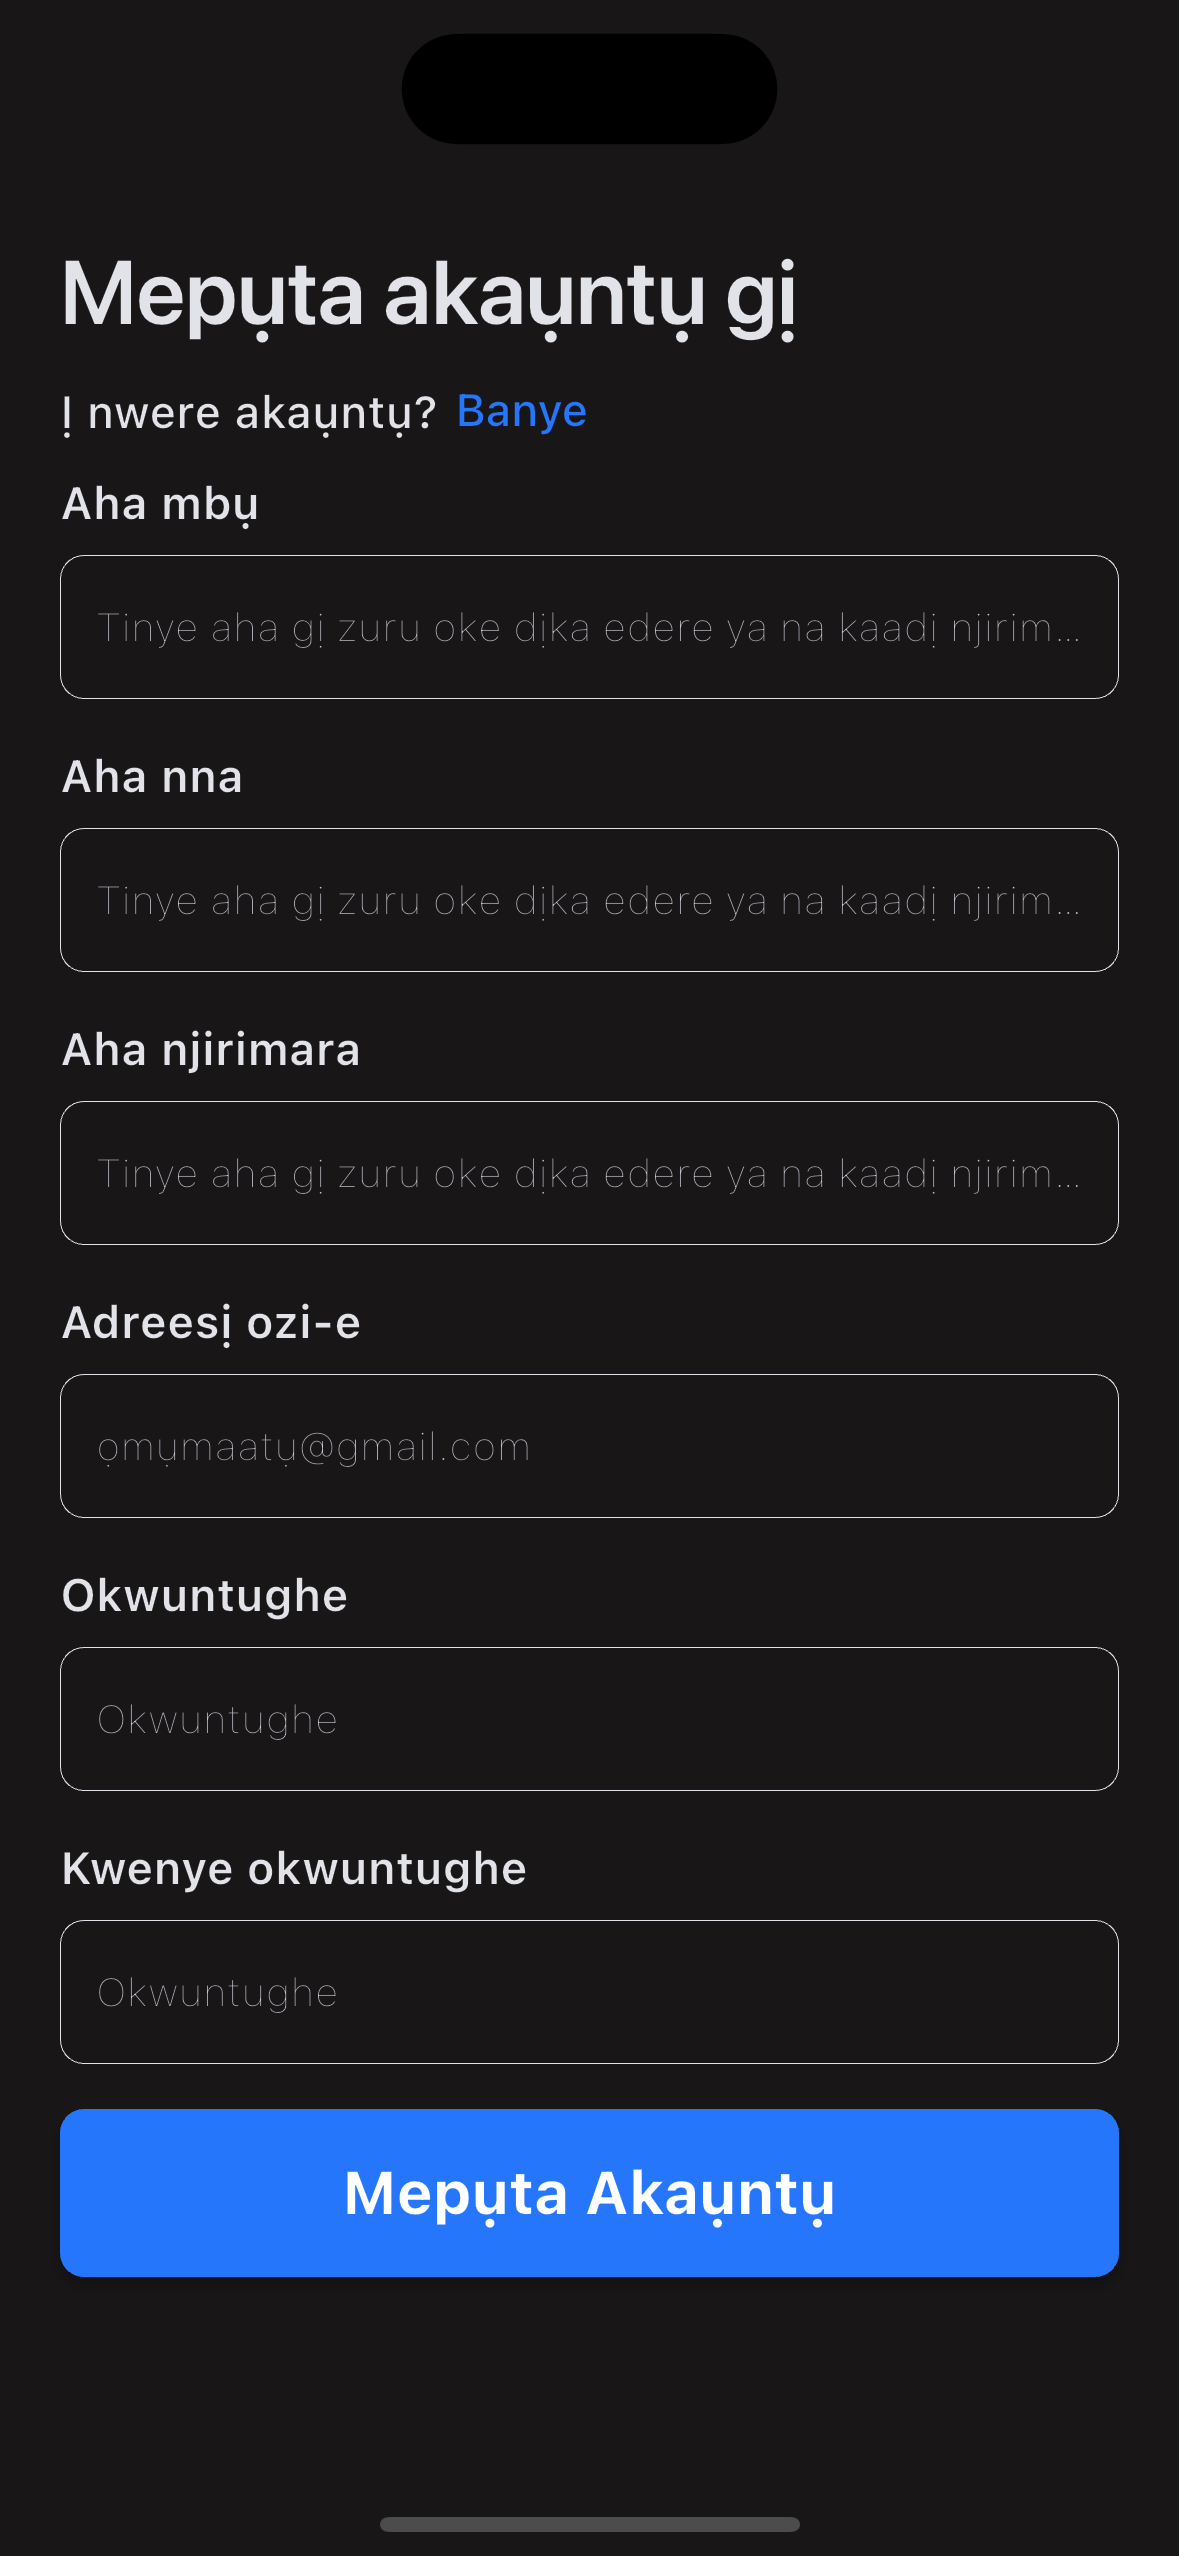 Mepụta akaụntụ gị
Ị nwere akaụntụ? Banye
Aha mbụ
Tinye aha gị zuru oke dịka edere ya na kaadị njirim...
Aha nna
Tinye aha gị zuru oke dịka edere ya na kaadị njirim...
Aha njirimara
Tinye aha gị zuru oke dịka edere ya na kaadị njirim...
Adreesị ozi-e
ọmụmaatụ@gmail.com
Okwuntughe
Okwuntughe
Kwenye okwuntughe
Okwuntughe
Mepụta Akaụntụ